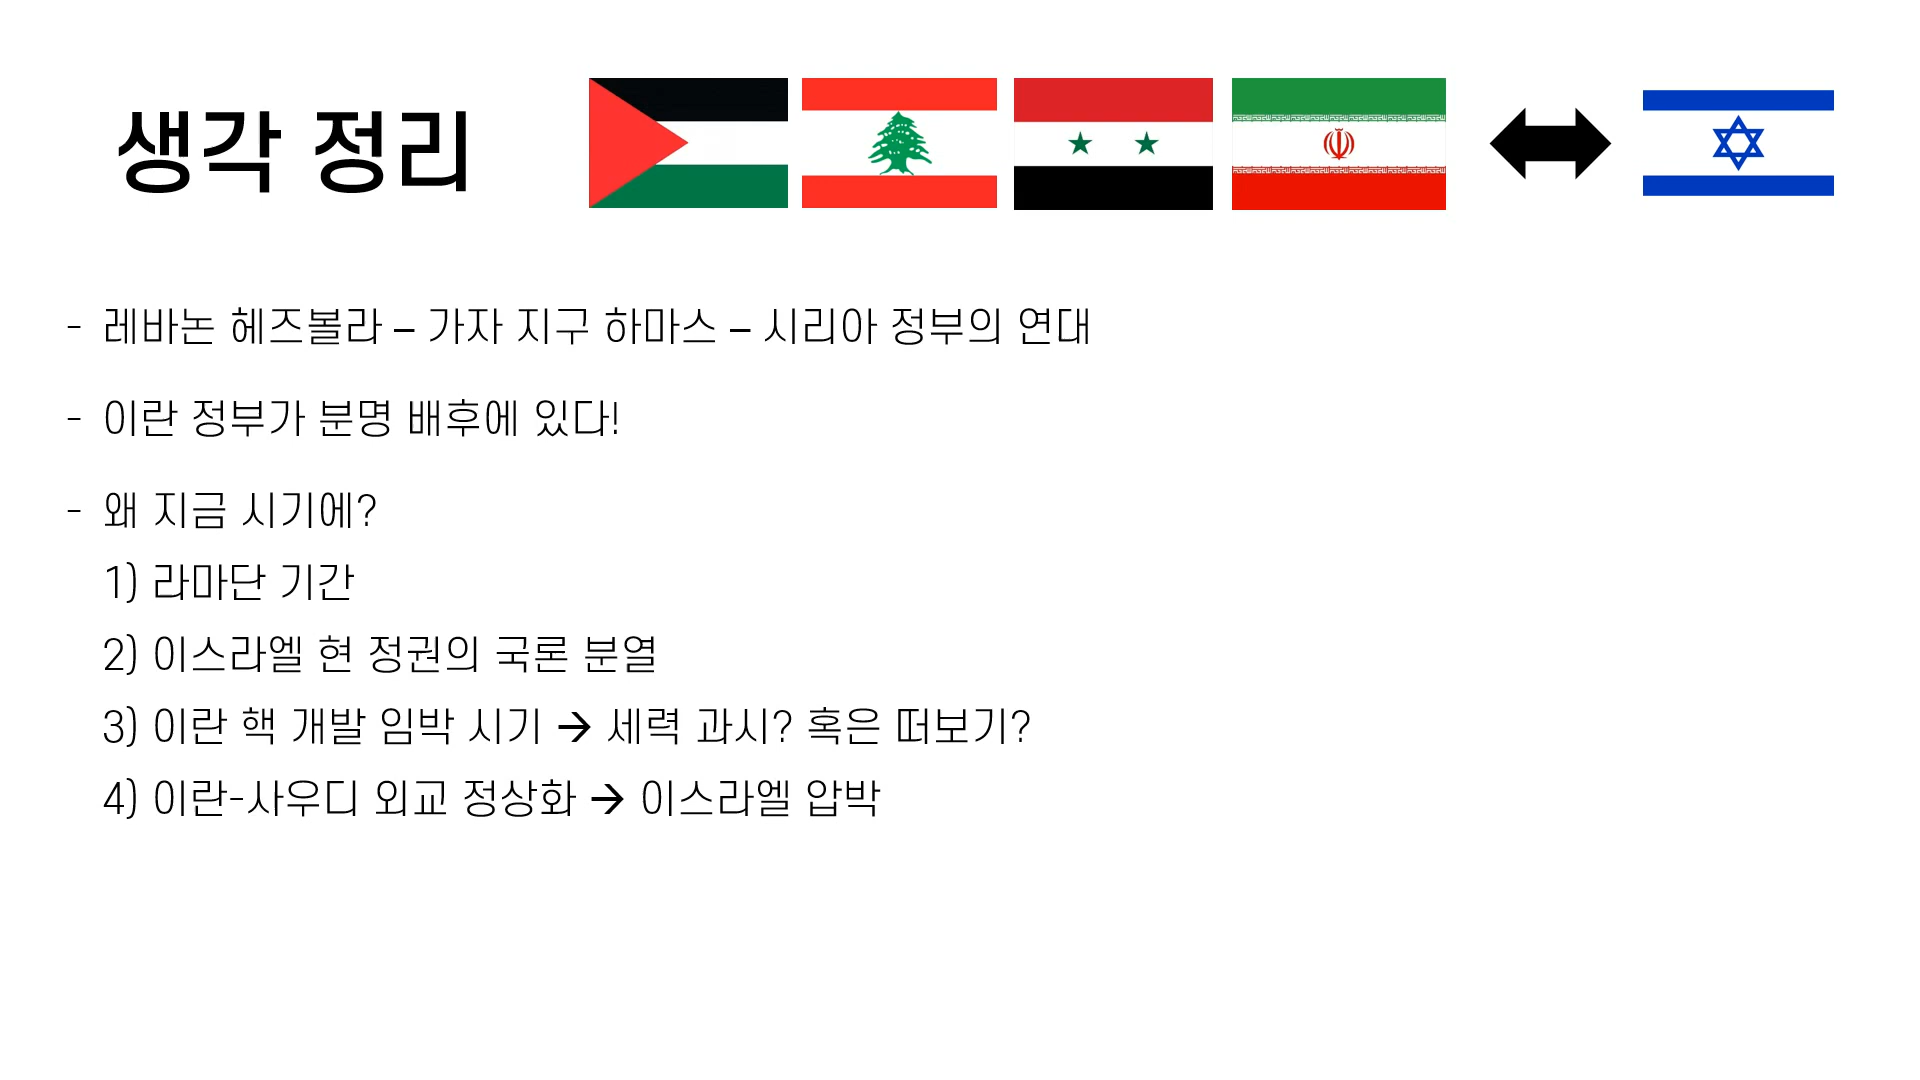 생각 정리
- 레바논 헤즈볼라 – 가자 지구 하마스 – 시리아 정부의 연대
- 이란 정부가 분명 배후에 있다!
- 왜 지금 시기에?
1) 라마단 기간
2) 이스라엘 현 정권의 국론 분열
3) 이란 핵 개발 임박 시기 → 세력 과시? 혹은 떠보기?
4) 이란-사우디 외교 정상화 → 이스라엘 압박